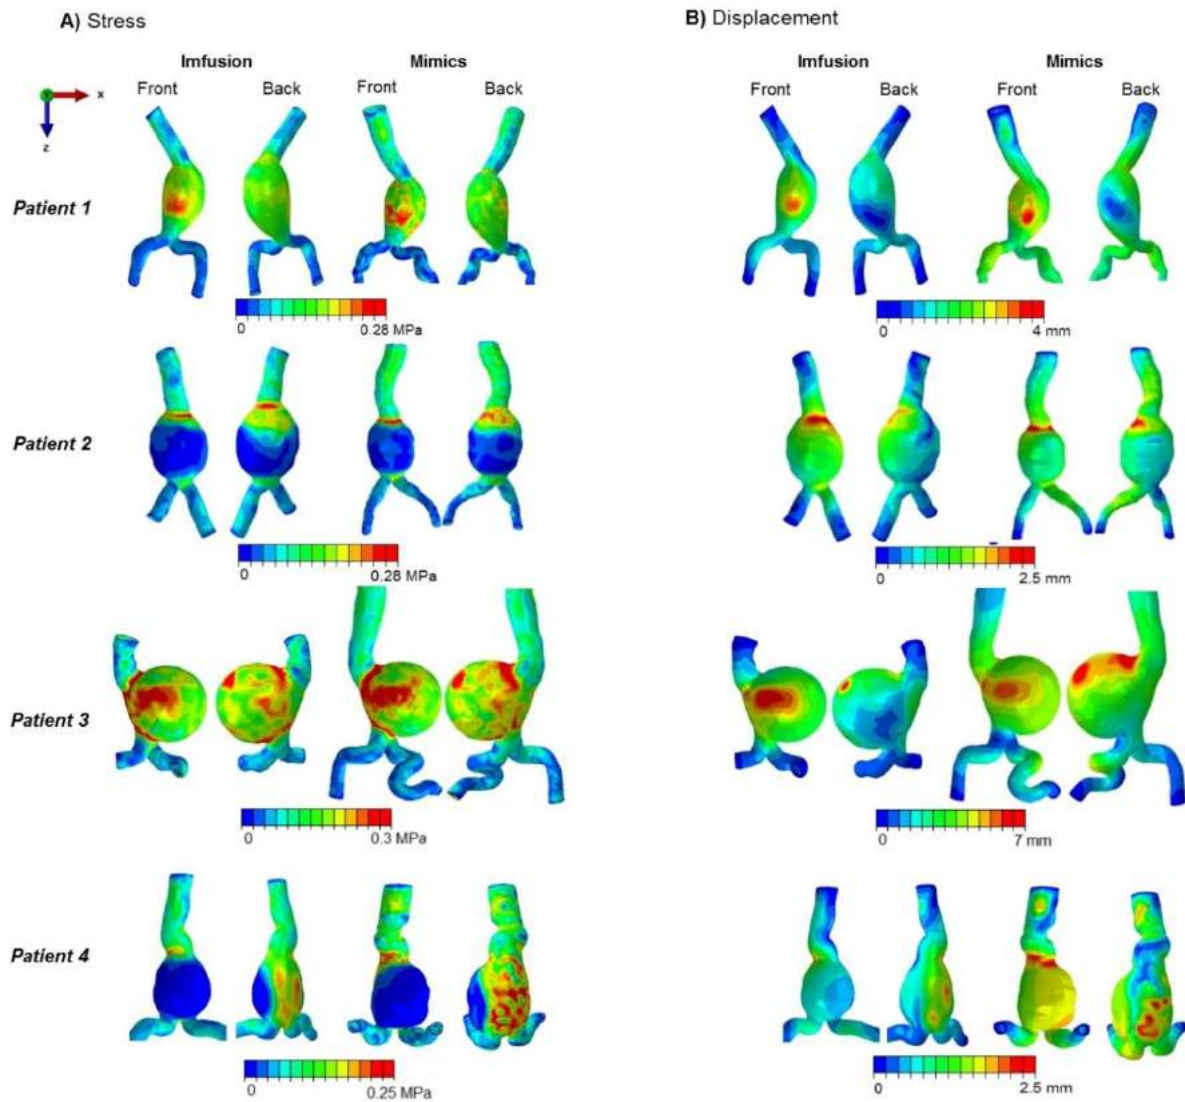 A) Stress
B) Displacement
Imfusion
Mimics
Imfusion
Mimics
Front
Back
Front
Back
Front
Back
Front
Back
Y
x
z
Patient 1
0
0.28 MPa
0
4 mm
Patient 2
0
0.28 MPa
0
2.5 mm
Patient 3
0
0.3 MPa
0
7 mm
Patient 4
0
0.25 MPa
0
2.5 mm